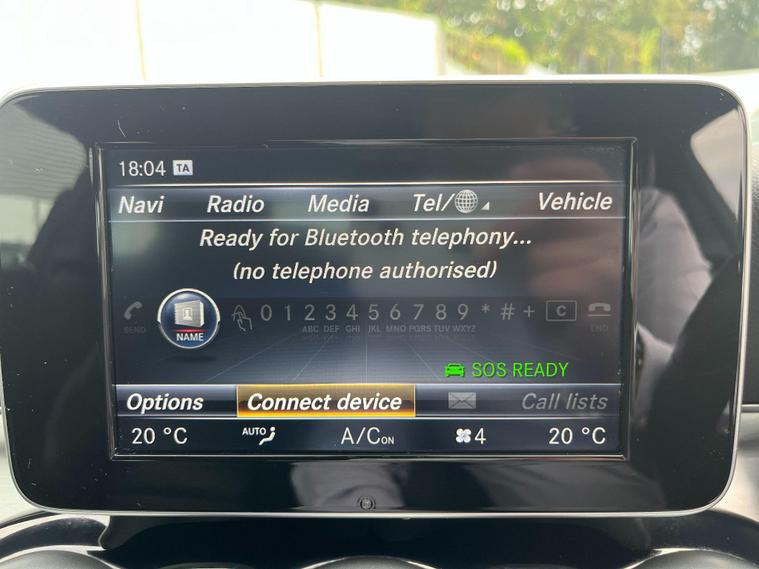 18:04 TA
Navi Radio Media Tel/ Vehicle
Ready for Bluetooth telephony...
(no telephone authorised)
NAME SEND 0 1 2 3 4 5 6 7 8 9 * # + C END
ABC DEF GHI JKL MNO PQRS TUV WXYZ
SOS READY
Options Connect device Call lists
20 °C AUTO A/C ON 4 20 °C